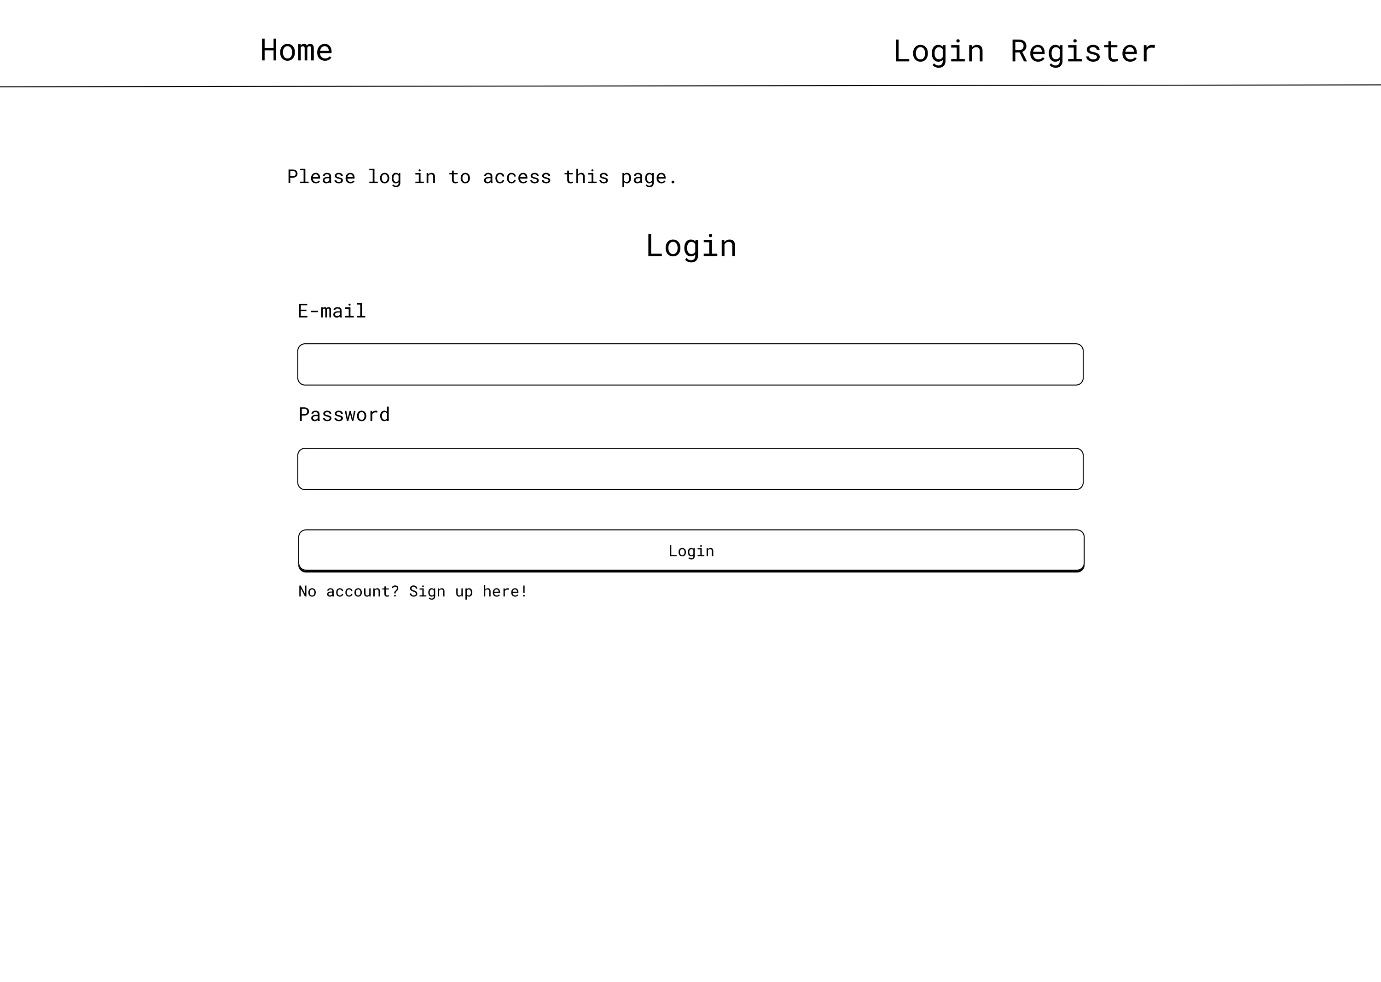 Home Login Register
Please log in to access this page.
Login
E-mail
Password
Login
No account? Sign up here!